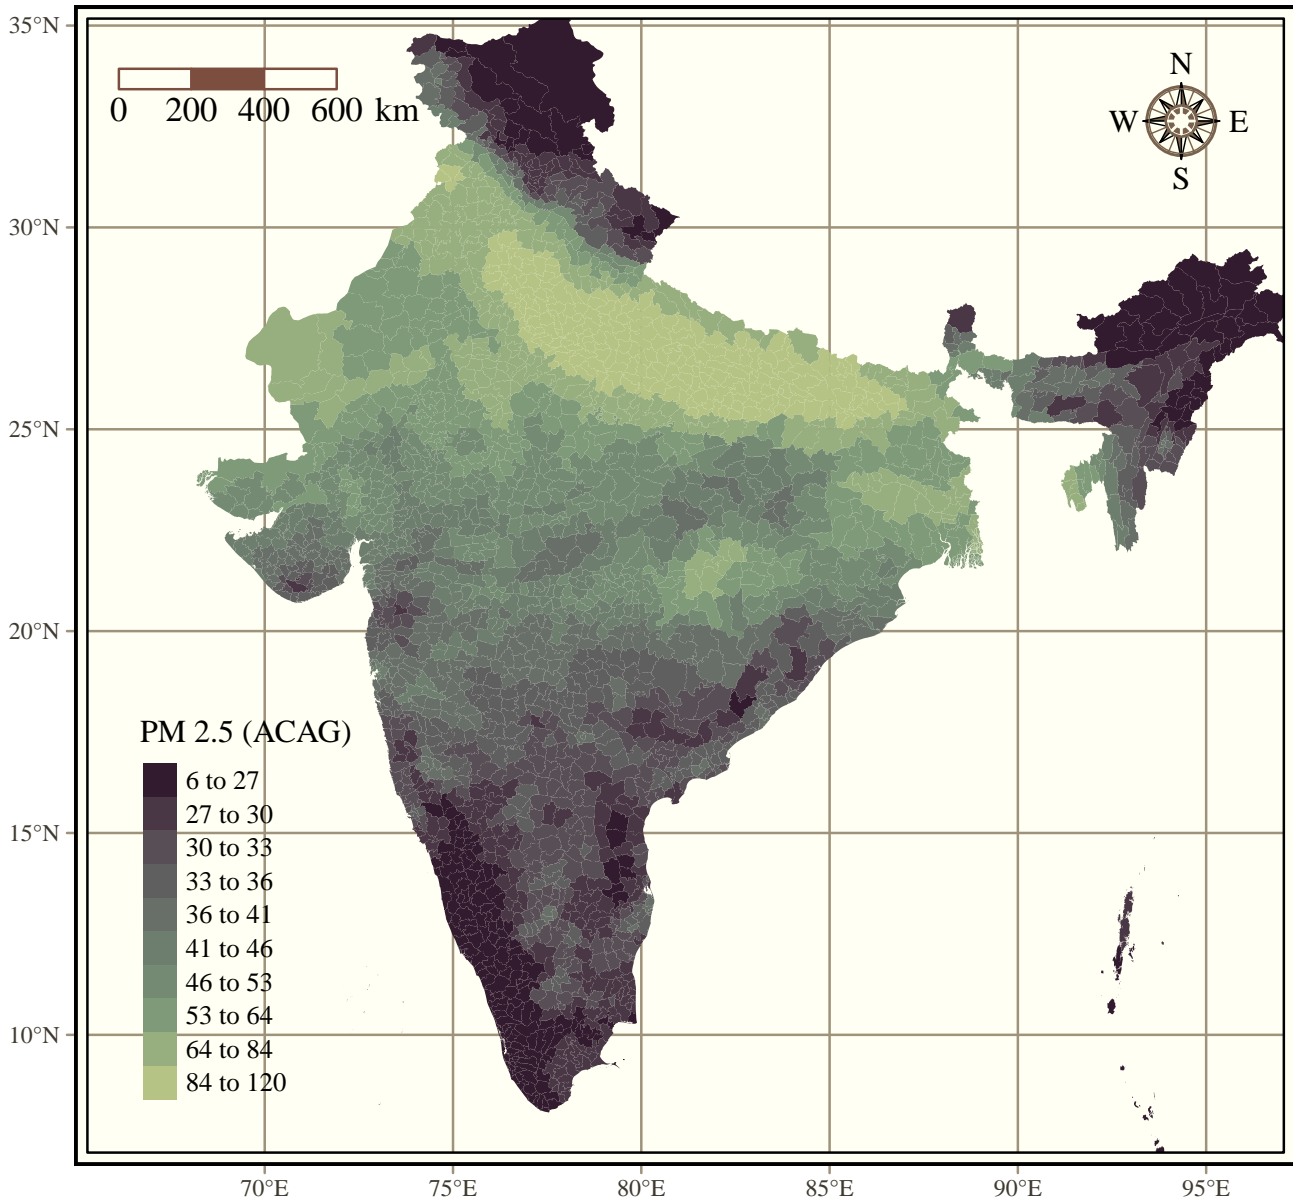 35°N
30°N
25°N
20°N
15°N
10°N
0 200 400 600 km
N
W E
S
PM 2.5 (ACAG)
6 to 27
27 to 30
30 to 33
33 to 36
36 to 41
41 to 46
46 to 53
53 to 64
64 to 84
84 to 120
70°E 75°E 80°E 85°E 90°E 95°E